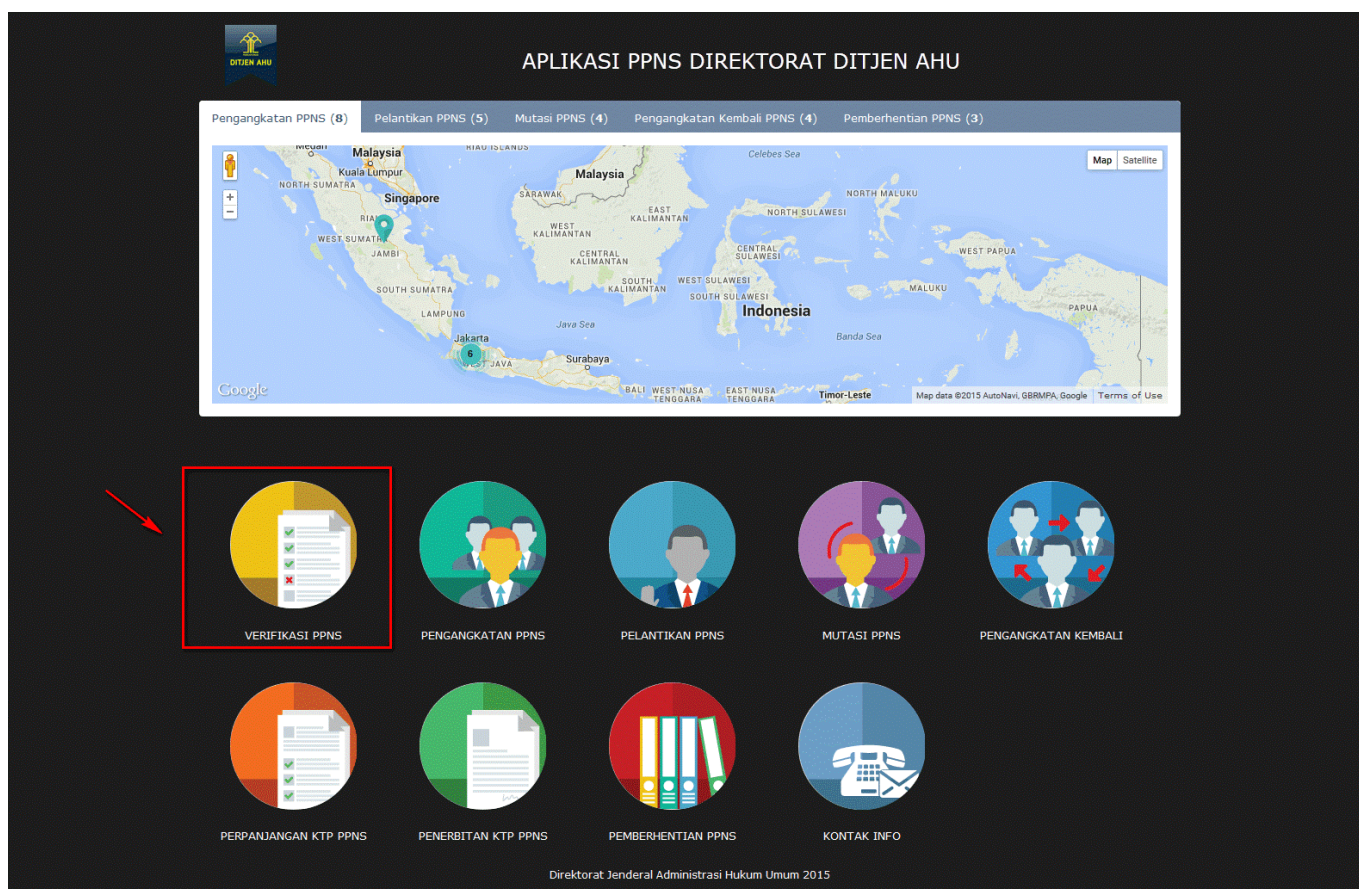 DITJEN AHU
APLIKASI PPNS DIREKTORAT DITJEN AHU
Pengangkatan PPNS (8) Pelantikan PPNS (5) Mutasi PPNS (4) Pengangkatan Kembali PPNS (4) Pemberhentian PPNS (3)
Medan
Malaysia
RIAU ISLANDS
Celebes Sea
Map Satellite
Kuala Lumpur
Malaysia
NORTH SUMATRA
Singapore
SARAWAK
NORTH MALUKU
+
−
EAST
KALIMANTAN
NORTH SULAWESI
WEST
KALIMANTAN
WEST SUMATRA
JAMBI
CENTRAL
KALIMANTAN
CENTRAL
SULAWESI
WEST PAPUA
SOUTH SUMATRA
SOUTH
KALIMANTAN
WEST SULAWESI
SOUTH SULAWESI
MALUKU
Indonesia
PAPUA
LAMPUNG
Java Sea
Banda Sea
Jakarta
6
WEST JAVA
Surabaya
Google
BALI
WEST NUSA
TENGGARA
EAST NUSA
TENGGARA
Timor-Leste
Map data ©2015 AutoNavi, GBRMPA, Google Terms of Use
VERIFIKASI PPNS PENGANGKATAN PPNS PELANTIKAN PPNS MUTASI PPNS PENGANGKATAN KEMBALI
PERPANJANGAN KTP PPNS PENERBITAN KTP PPNS PEMBERHENTIAN PPNS KONTAK INFO
Direktorat Jenderal Administrasi Hukum Umum 2015